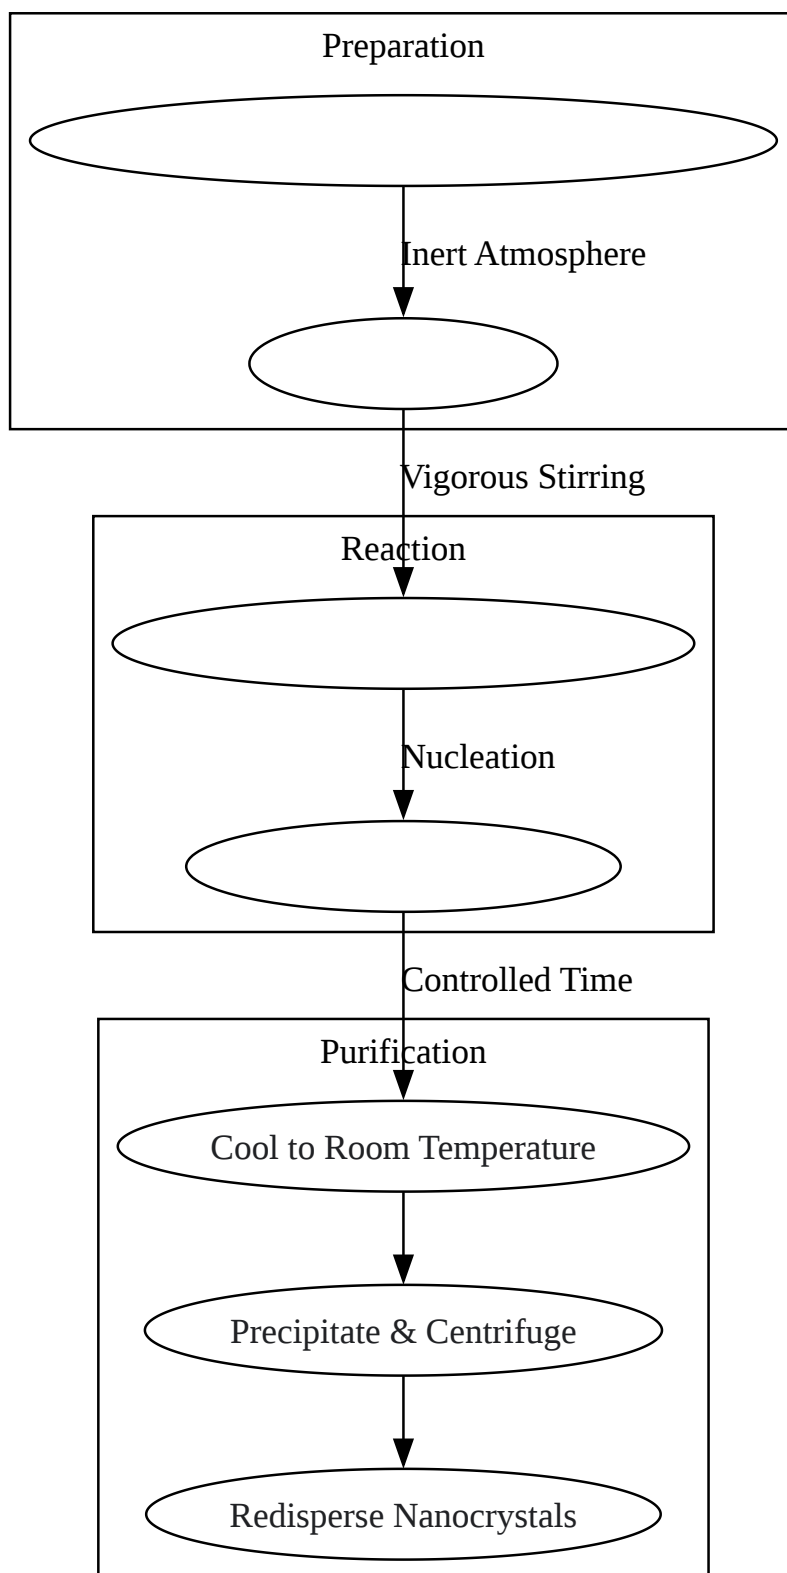 Preparation
Inert Atmosphere
Vigorous Stirring
Reaction
Nucleation
Controlled Time
Purification
Cool to Room Temperature
Precipitate & Centrifuge
Redisperse Nanocrystals